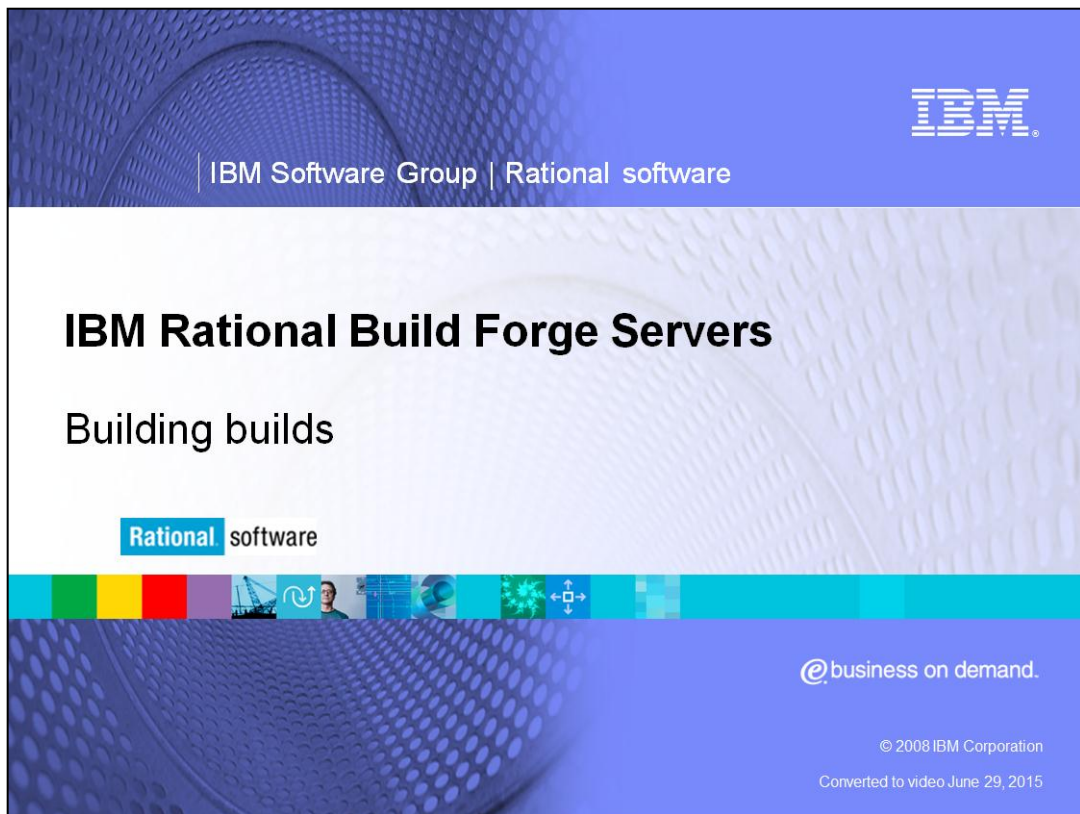 IBM®
IBM Software Group | Rational software
IBM Rational Build Forge Servers
Building builds
Rational. software
e business on demand.
© 2008 IBM Corporation
Converted to video June 29, 2015